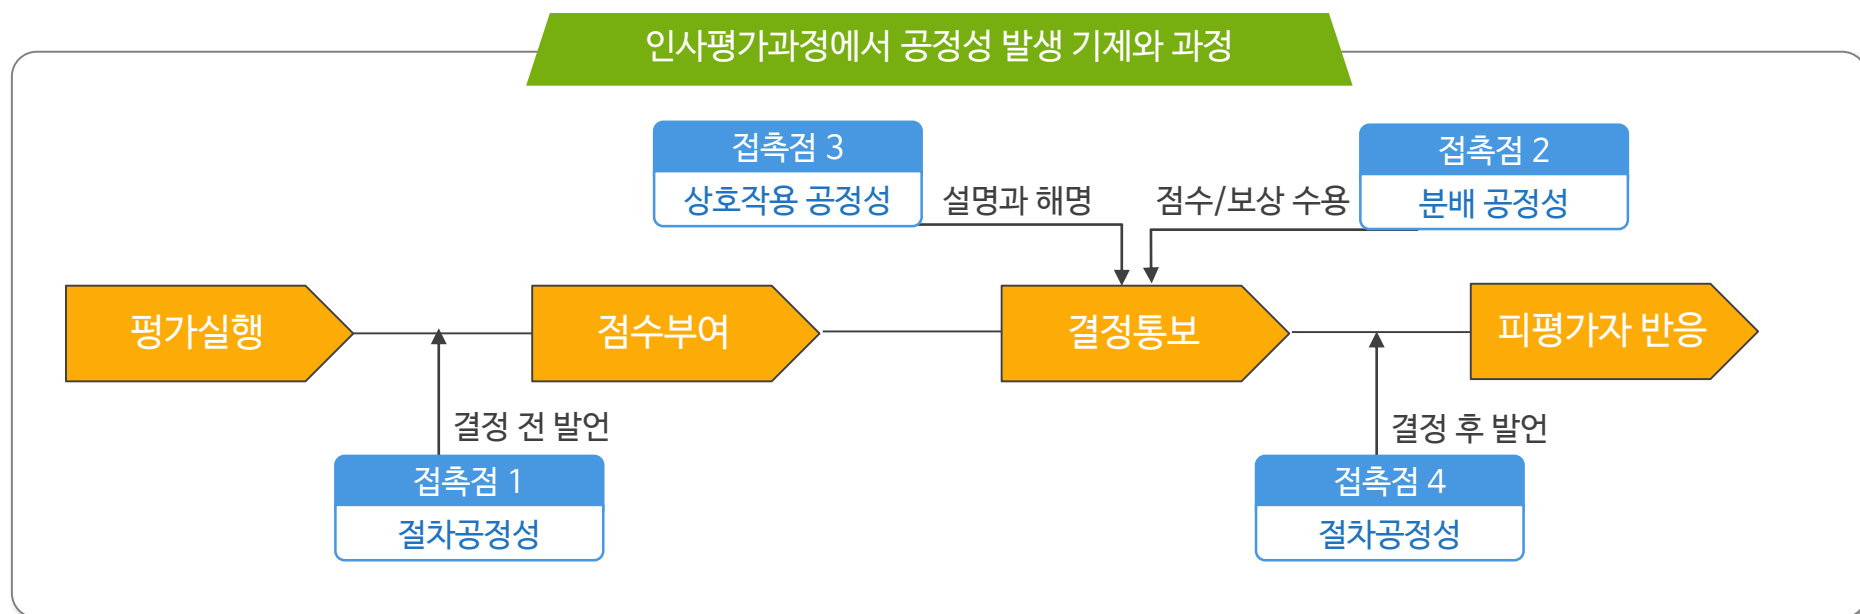 인사평가과정에서 공정성 발생 기제와 과정
접촉점 3
상호작용 공정성
설명과 해명
점수/보상 수용
접촉점 2
분배 공정성
평가실행
점수부여
결정통보
피평가자 반응
결정 전 발언
접촉점 1
절차공정성
결정 후 발언
접촉점 4
절차공정성